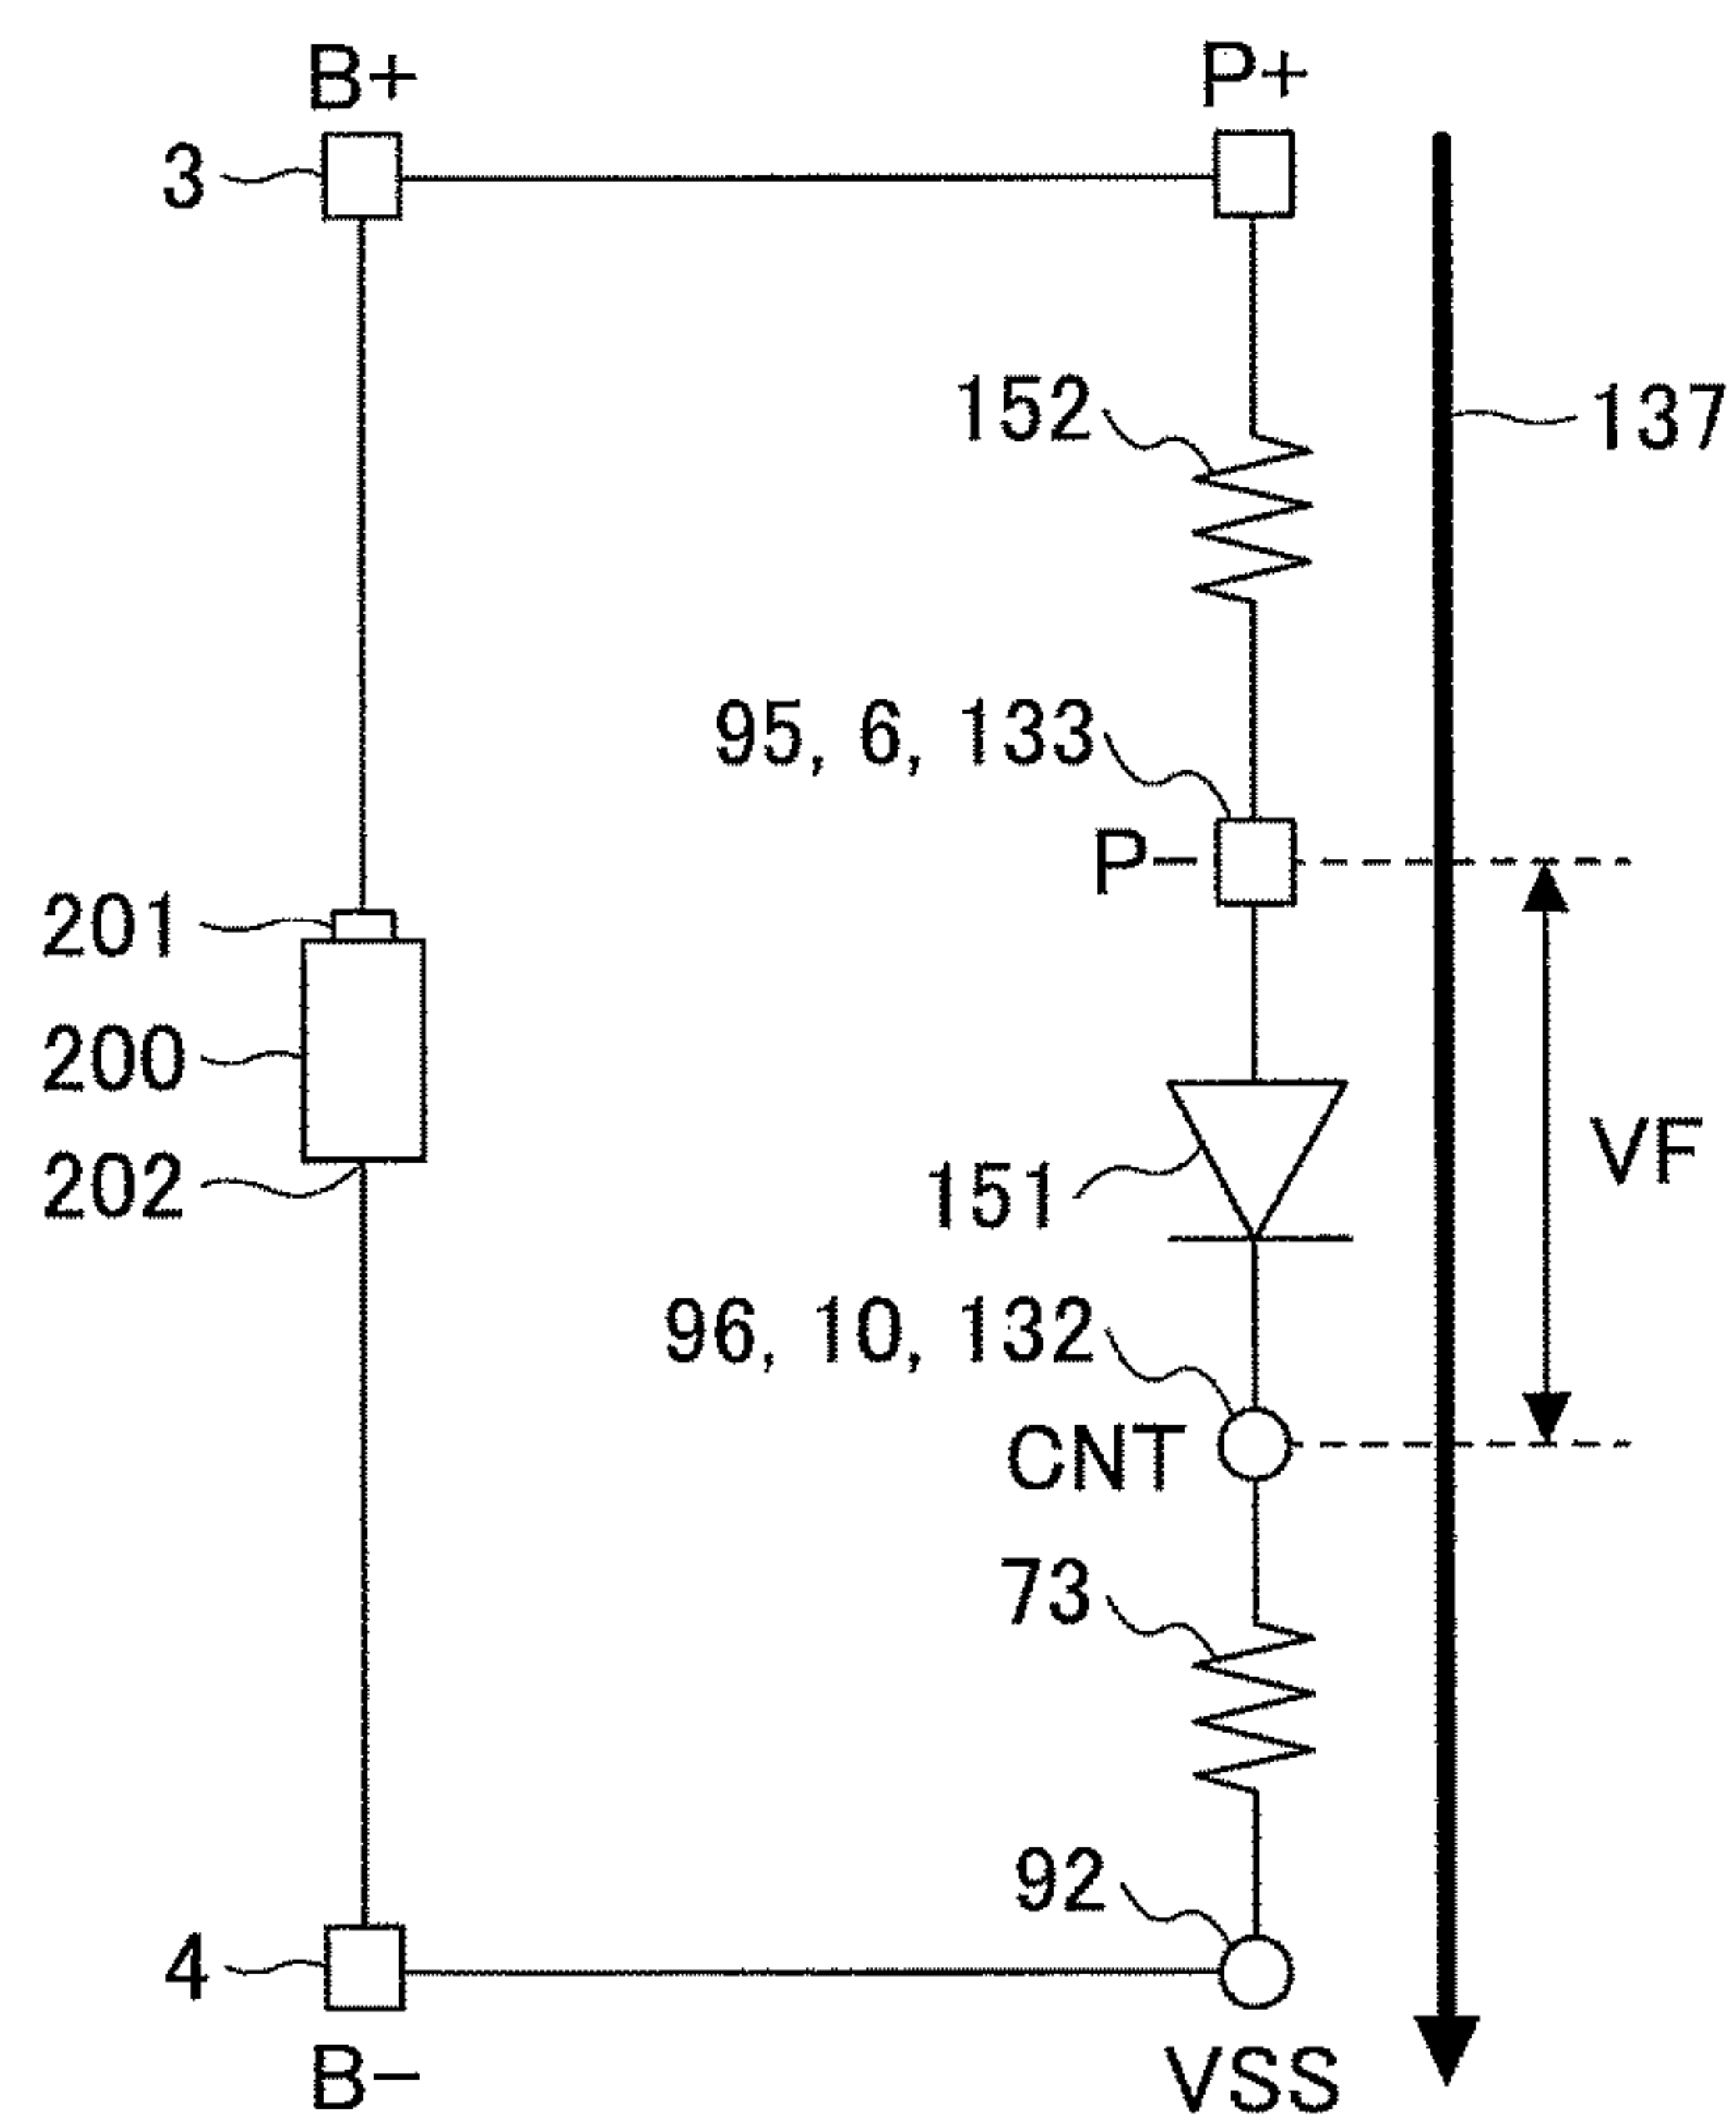 B+
P+
3
152
137
95, 6, 133
P-
201
200
202
151
VF
96, 10, 132
CNT
73
92
4
B-
VSS